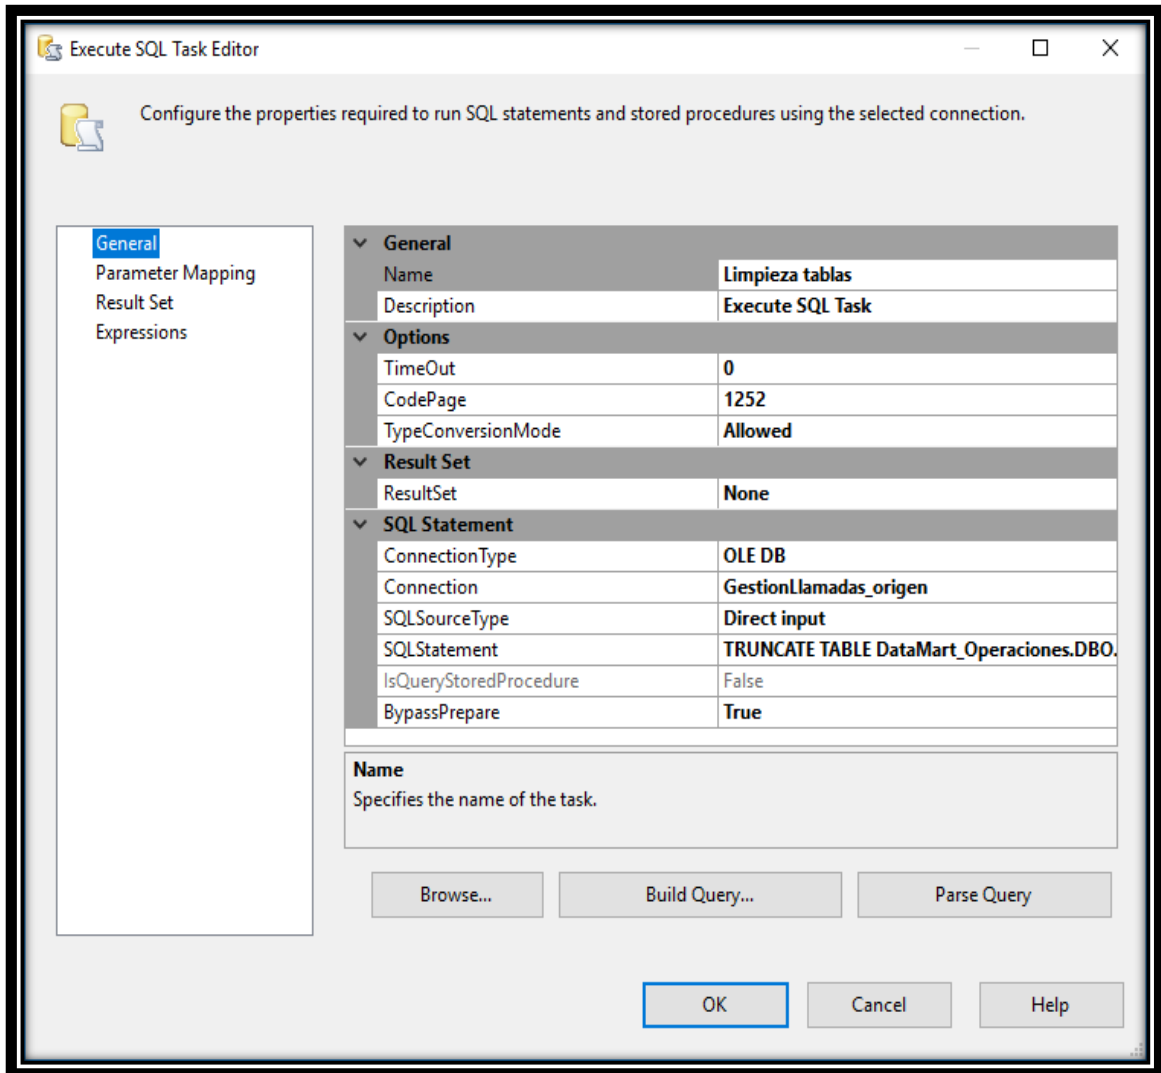 Execute SQL Task Editor
Configure the properties required to run SQL statements and stored procedures using the selected connection.
General
Parameter Mapping
Result Set
Expressions
General
Name Limpieza tablas
Description Execute SQL Task
Options
TimeOut 0
CodePage 1252
TypeConversionMode Allowed
Result Set
ResultSet None
SQL Statement
ConnectionType OLE DB
Connection GestionLlamadas_origen
SQLSourceType Direct input
SQLStatement TRUNCATE TABLE DataMart_Operaciones.DBO.
IsQueryStoredProcedure False
BypassPrepare True
Name
Specifies the name of the task.
Browse... Build Query... Parse Query
OK Cancel Help